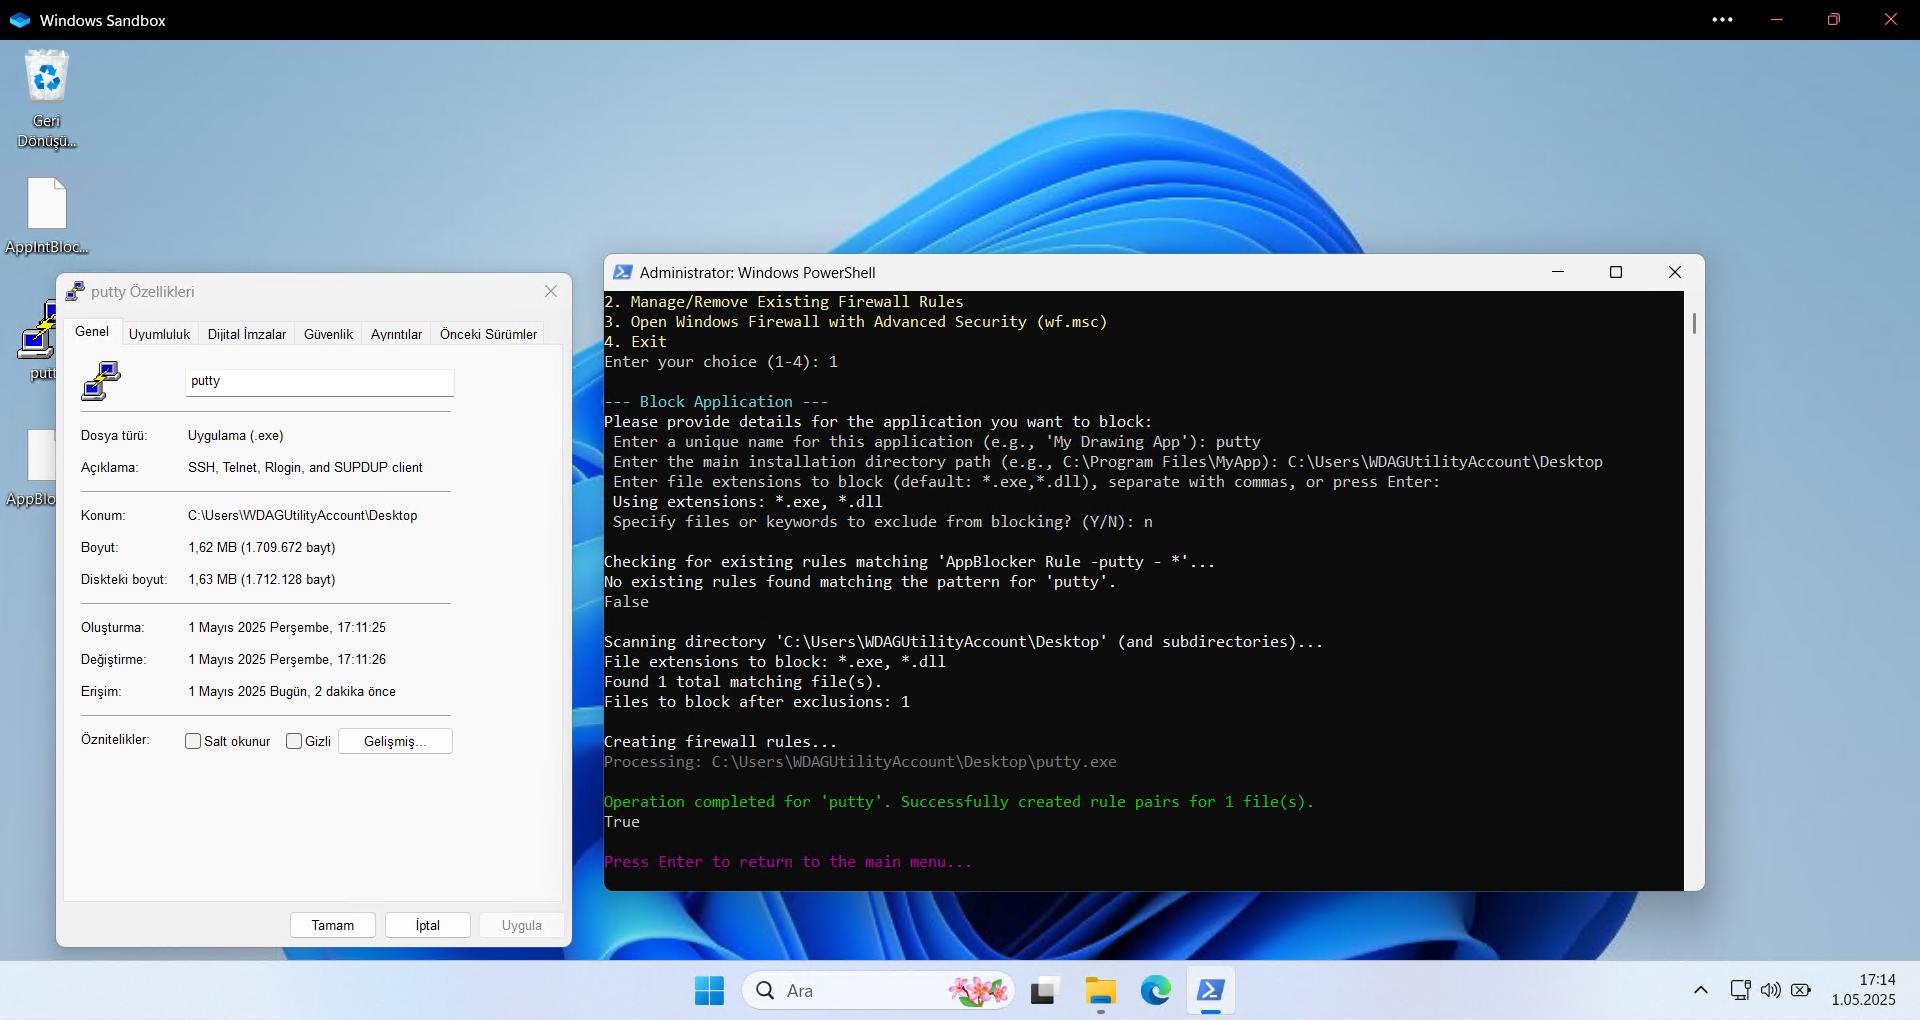 Windows Sandbox
Geri
Dönüşü...
AppIntBloc...
putt
AppBlo
putty Özellikleri
Genel
Uyumluluk
Dijital İmzalar
Güvenlik
Ayrıntılar
Önceki Sürümler
putty
Dosya türü: Uygulama (.exe)
Açıklama: SSH, Telnet, Rlogin, and SUPDUP client
Konum: C:\Users\WDAGUtilityAccount\Desktop
Boyut: 1,62 MB (1.709.672 bayt)
Diskteki boyut: 1,63 MB (1.712.128 bayt)
Oluşturma: 1 Mayıs 2025 Perşembe, 17:11:25
Değiştirme: 1 Mayıs 2025 Perşembe, 17:11:26
Erişim: 1 Mayıs 2025 Bugün, 2 dakika önce
Öznitelikler: Salt okunur Gizli Gelişmiş...
Tamam İptal Uygula
Administrator: Windows PowerShell
2. Manage/Remove Existing Firewall Rules
3. Open Windows Firewall with Advanced Security (wf.msc)
4. Exit
Enter your choice (1-4): 1
--- Block Application ---
Please provide details for the application you want to block:
Enter a unique name for this application (e.g., 'My Drawing App'): putty
Enter the main installation directory path (e.g., C:\Program Files\MyApp): C:\Users\WDAGUtilityAccount\Desktop
Enter file extensions to block (default: *.exe,*.dll), separate with commas, or press Enter:
Using extensions: *.exe, *.dll
Specify files or keywords to exclude from blocking? (Y/N): n
Checking for existing rules matching 'AppBlocker Rule -putty - *'...
No existing rules found matching the pattern for 'putty'.
False
Scanning directory 'C:\Users\WDAGUtilityAccount\Desktop' (and subdirectories)...
File extensions to block: *.exe, *.dll
Found 1 total matching file(s).
Files to block after exclusions: 1
Creating firewall rules...
Processing: C:\Users\WDAGUtilityAccount\Desktop\putty.exe
Operation completed for 'putty'. Successfully created rule pairs for 1 file(s).
True
Press Enter to return to the main menu...
Ara
17:14
1.05.2025